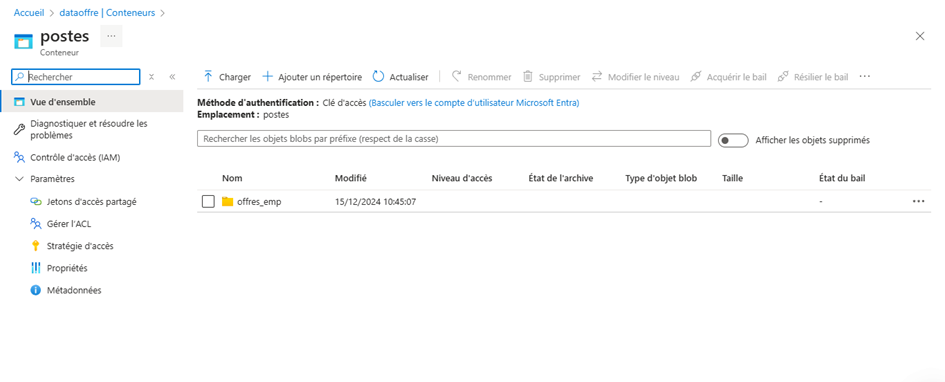 Accueil > dataoffre | Conteneurs >
postes ...
Conteneur
Rechercher
Charger
Ajouter un répertoire
Actualiser
Renommer
Supprimer
Modifier le niveau
Acquérir le bail
Résilier le bail
...
Vue d'ensemble
Diagnostiquer et résoudre les
problèmes
Contrôle d'accès (IAM)
Paramètres
Jetons d'accès partagé
Gérer l'ACL
Stratégie d'accès
Propriétés
Métadonnées
Méthode d'authentification : Clé d'accès (Basculer vers le compte d'utilisateur Microsoft Entra)
Emplacement : postes
Rechercher les objets blobs par préfixe (respect de la casse)
Afficher les objets supprimés
Nom Modifié Niveau d'accès État de l'archive Type d'objet blob Taille État du bail
offres_emp 15/12/2024 10:45:07 - ...